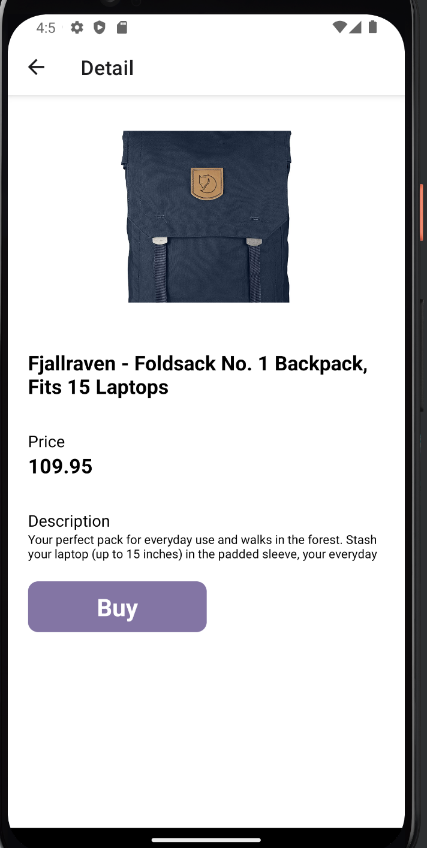 4:5
Detail
Fjallraven - Foldsack No. 1 Backpack,
Fits 15 Laptops
Price
109.95
Description
Your perfect pack for everyday use and walks in the forest. Stash
your laptop (up to 15 inches) in the padded sleeve, your everyday
Buy